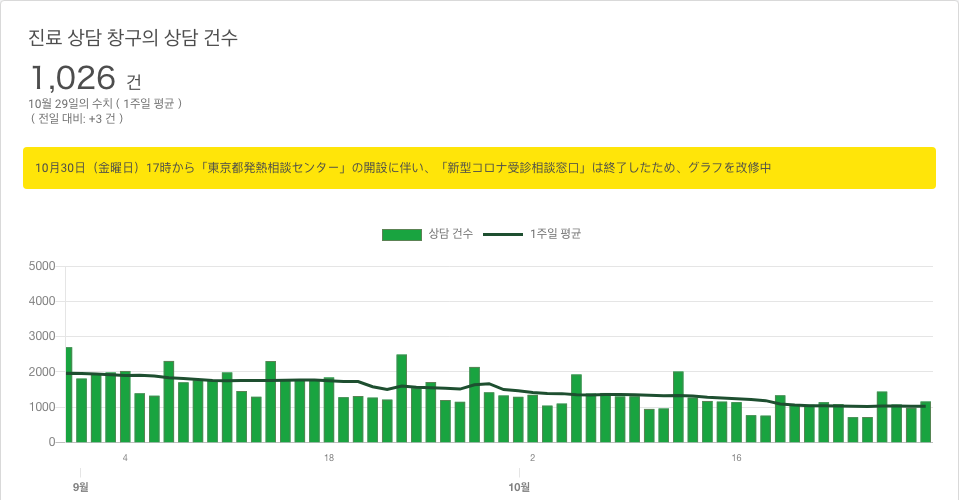 진료 상담 창구의 상담 건수
1,026 건
10월 29일의 수치 ( 1주일 평균 )
( 전일 대비: +3 건 )
10月30日（金曜日）17時から「東京都発熱相談センター」の開設に伴い、「新型コロナ受診相談窓口」は終了したため、グラフを改修中
상담 건수 1주일 평균
5000
4000
3000
2000
1000
0
4 18 2 16
9월 10월